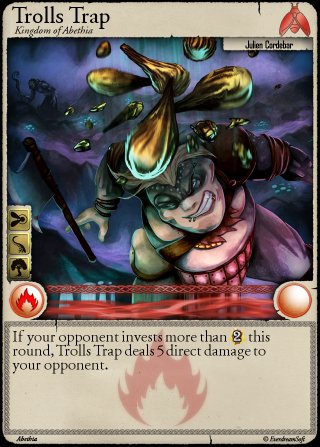 Trolls Trap
Kingdom of Abethia
Julien Cordebar
If your opponent invests more than 2 this
round, Trolls Trap deals 5 direct damage to
your opponent.
Abethia
© EverdreamSoft